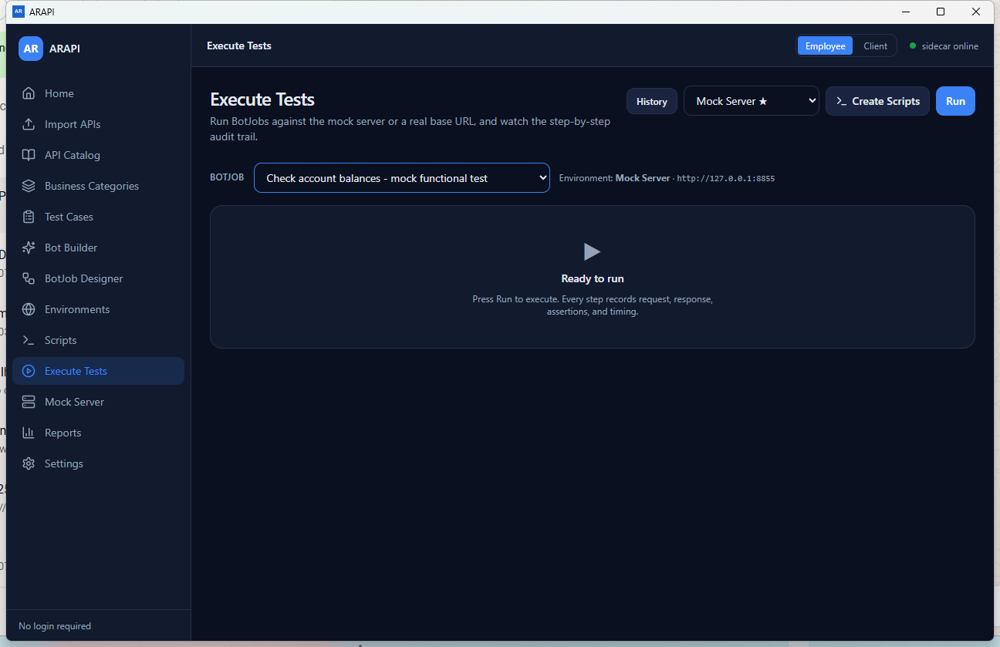 AR ARAPI
AR ARAPI
Home
Import APIs
API Catalog
Business Categories
Test Cases
Bot Builder
BotJob Designer
Environments
Scripts
Execute Tests
Mock Server
Reports
Settings
No login required
Execute Tests
Employee Client sidecar online
Execute Tests
Run BotJobs against the mock server or a real base URL, and watch the step-by-step
audit trail.
History Mock Server ★ >_ Create Scripts Run
BOTJOB Check account balances - mock functional test Environment: Mock Server · http://127.0.0.1:8855
Ready to run
Press Run to execute. Every step records request, response,
assertions, and timing.